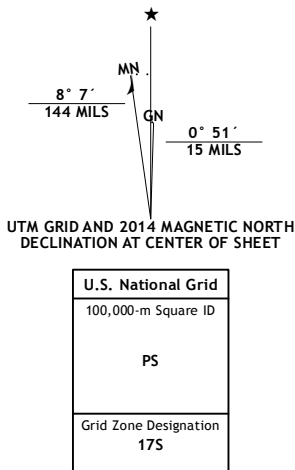 ★
MN
GN
8° 7´
144 MILS
0° 51´
15 MILS
UTM GRID AND 2014 MAGNETIC NORTH
DECLINATION AT CENTER OF SHEET
U.S. National Grid
100,000-m Square ID
PS
Grid Zone Designation
17S